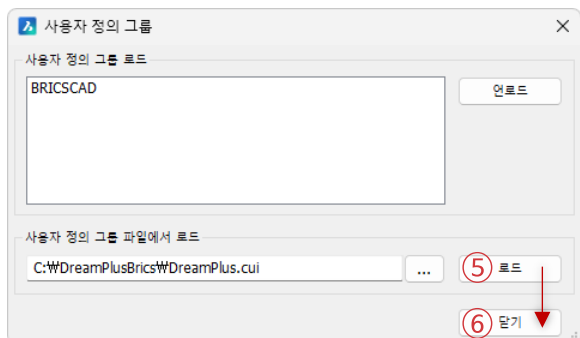 사용자 정의 그룹
사용자 정의 그룹 로드
BRICSCAD
언로드
사용자 정의 그룹 파일에서 로드
C:₩DreamPlusBrics₩DreamPlus.cui
...
⑤ 로드
⑥ 닫기